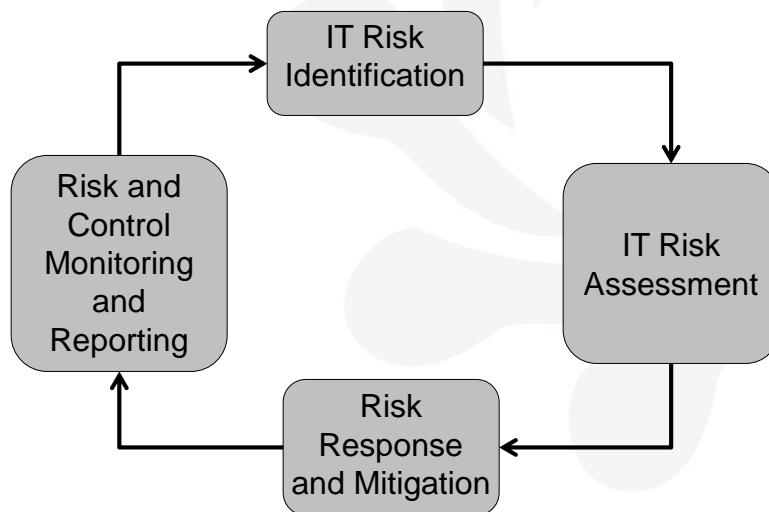 IT Risk
Identification
IT Risk
Assessment
Risk
Response
and Mitigation
Risk and
Control
Monitoring
and
Reporting